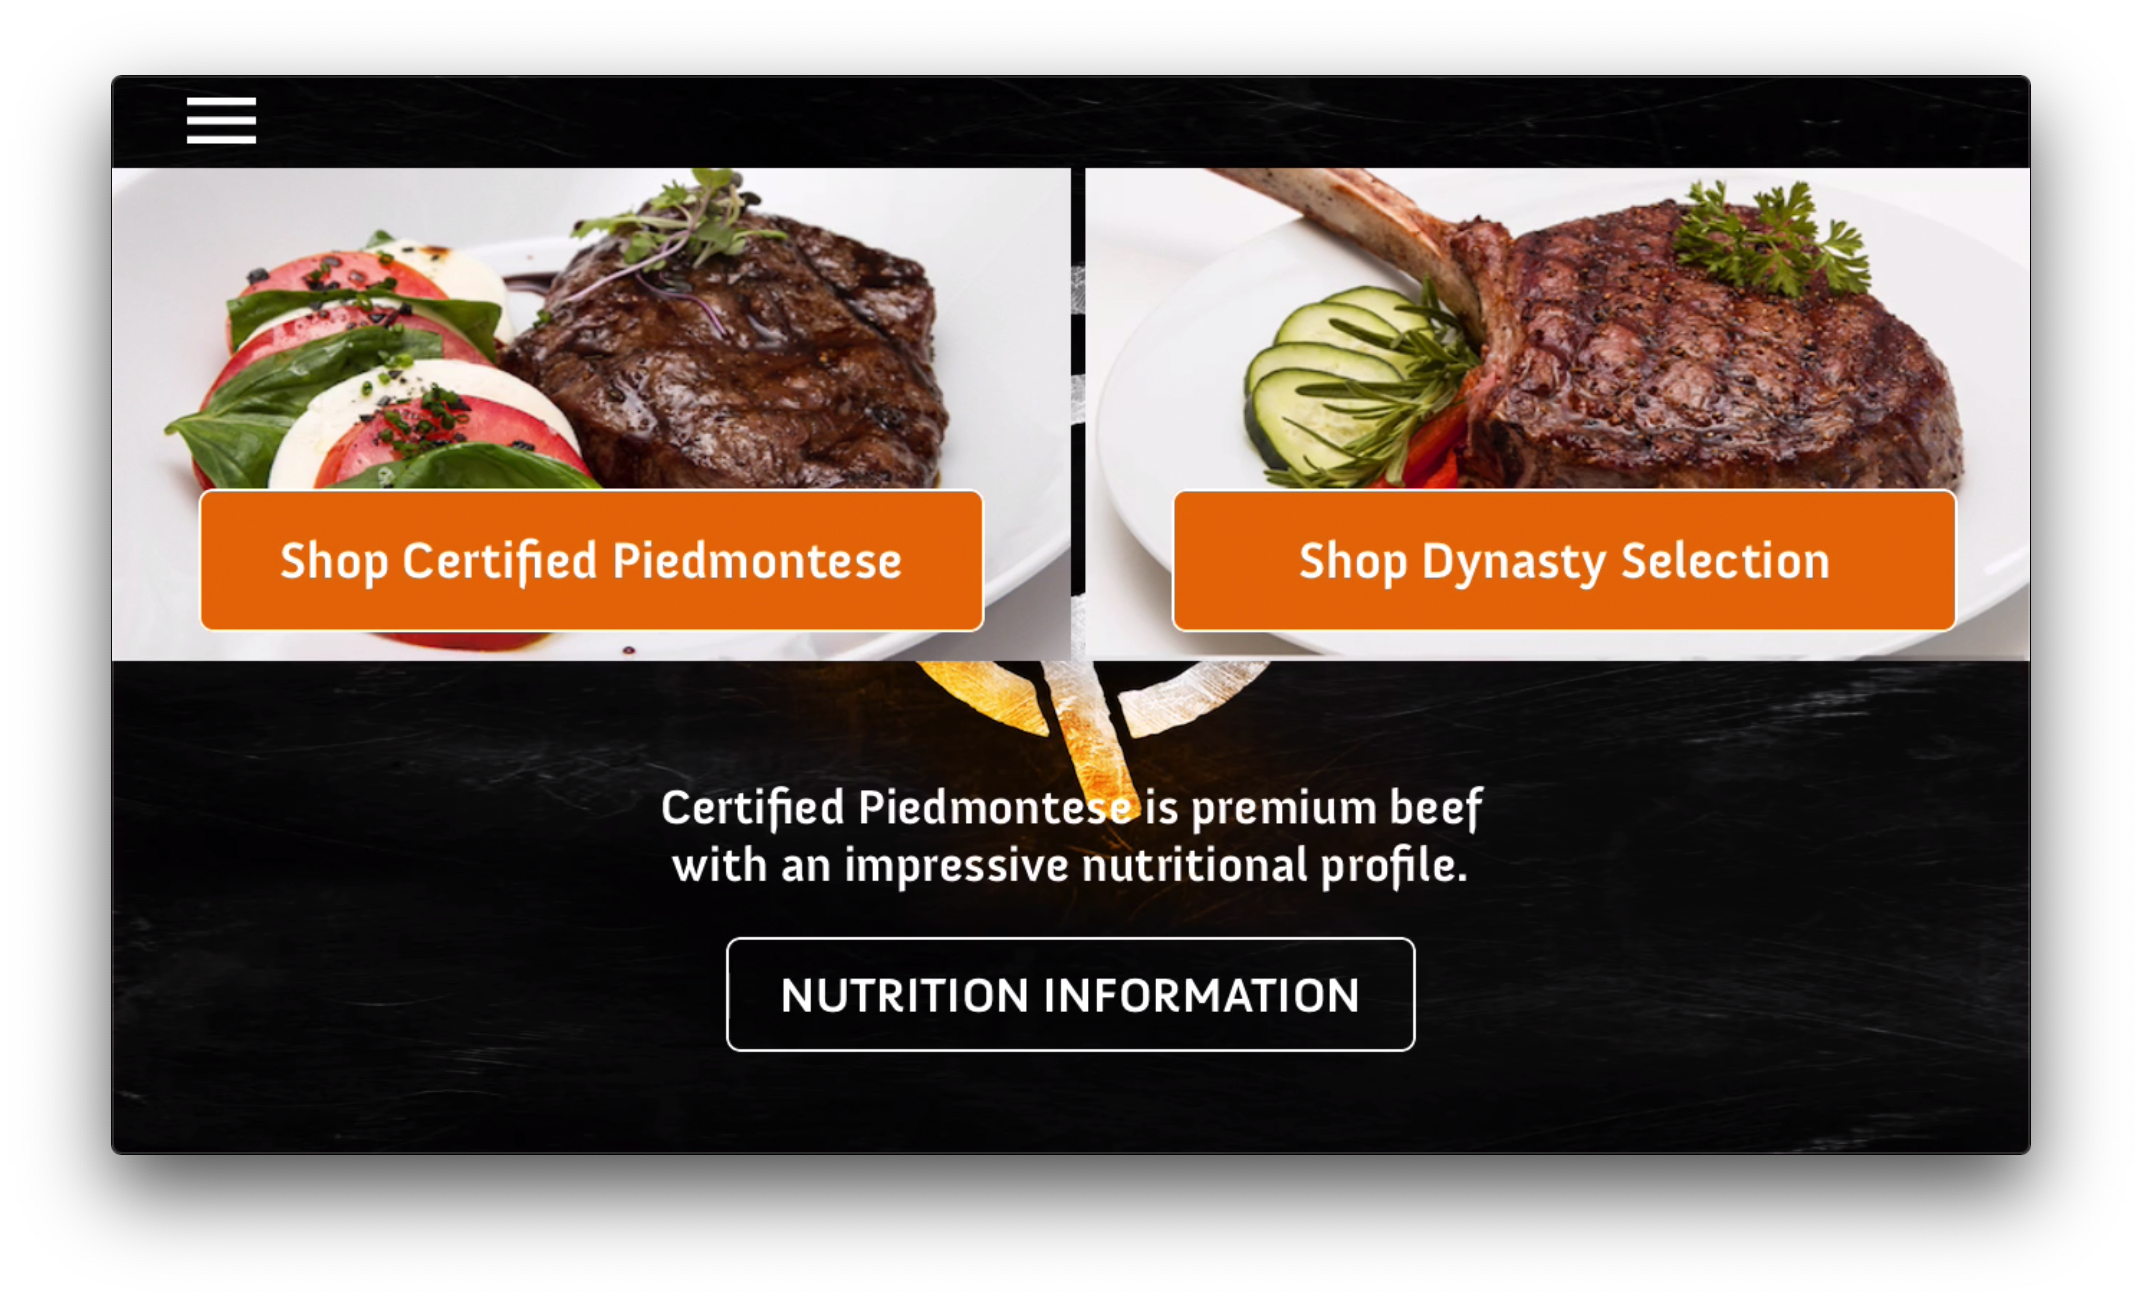 Shop Certified Piedmontese
Shop Dynasty Selection
Certified Piedmontese is premium beef
with an impressive nutritional profile.
NUTRITION INFORMATION